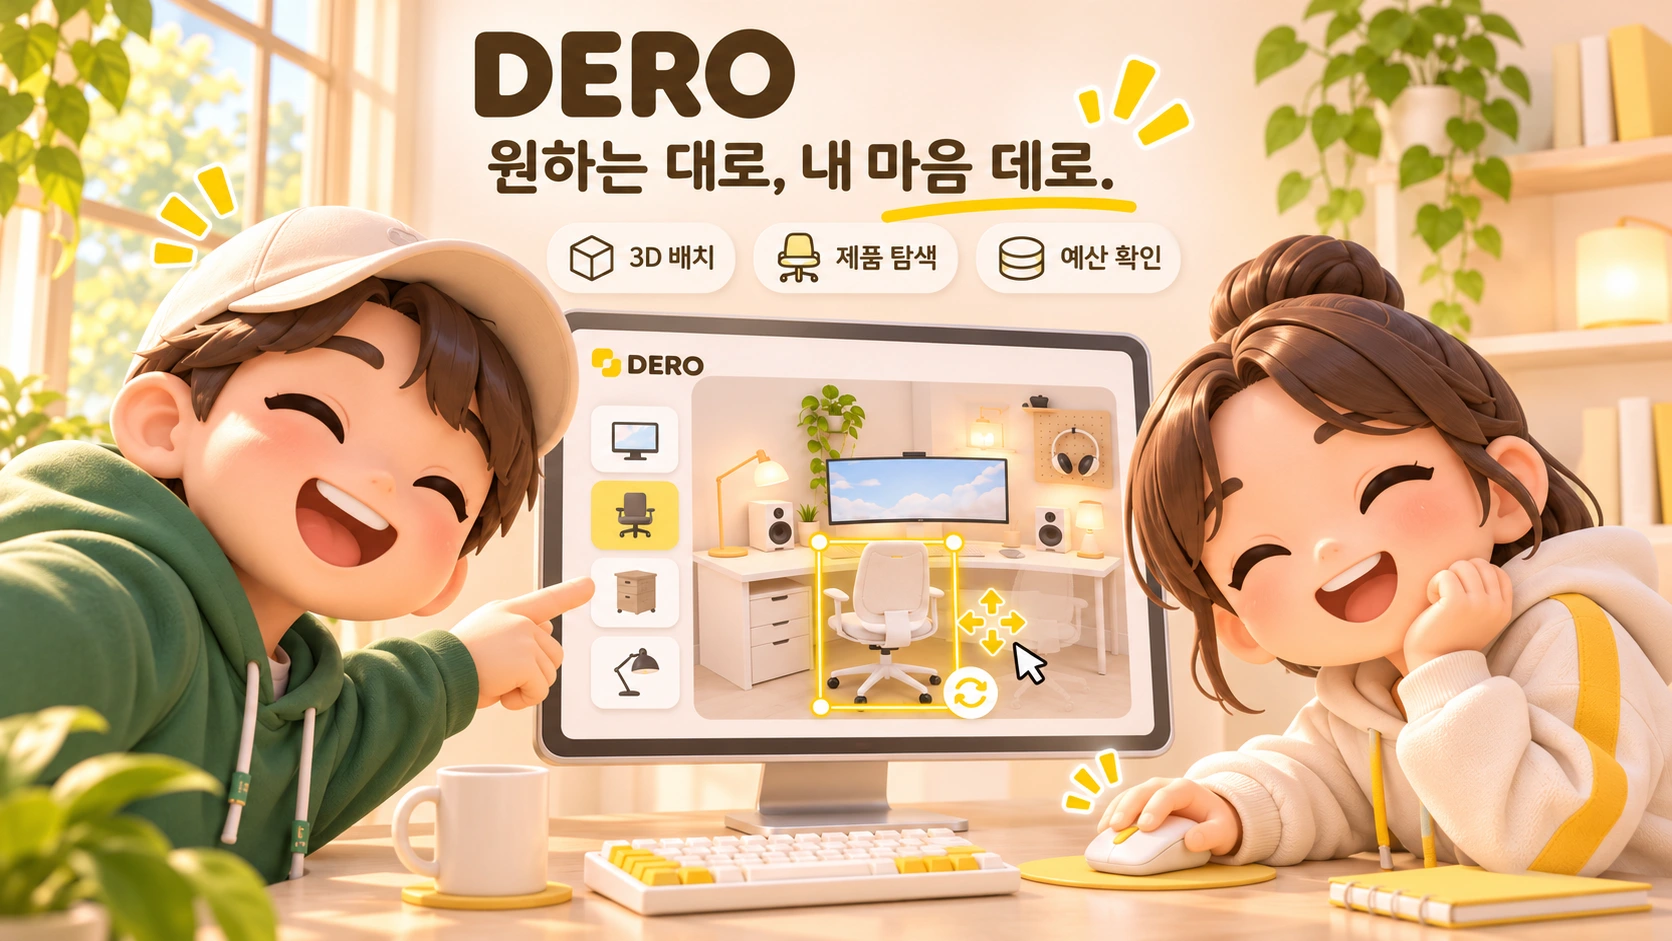 DERO
원하는 대로, 내 마음 데로.
3D 배치
제품 탐색
예산 확인
DERO